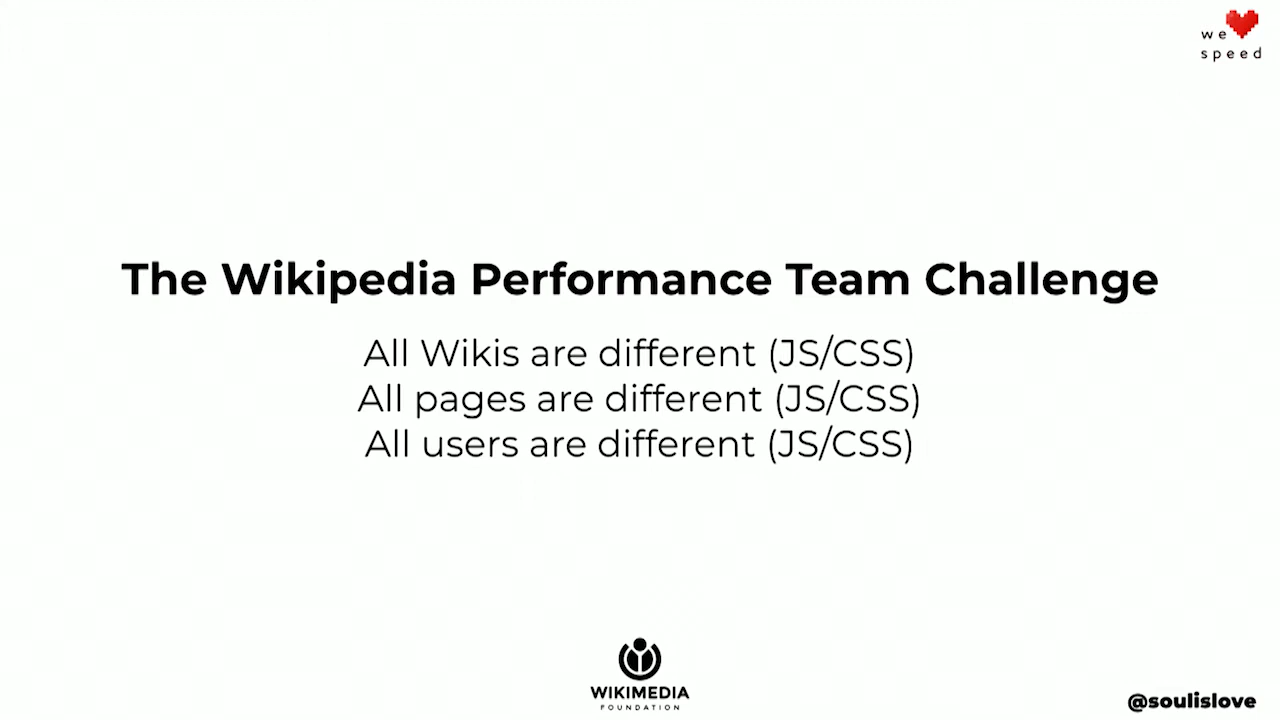 we
speed
The Wikipedia Performance Team Challenge
All Wikis are different (JS/CSS)
All pages are different (JS/CSS)
All users are different (JS/CSS)
WIKIMEDIA
FOUNDATION
@soulislove